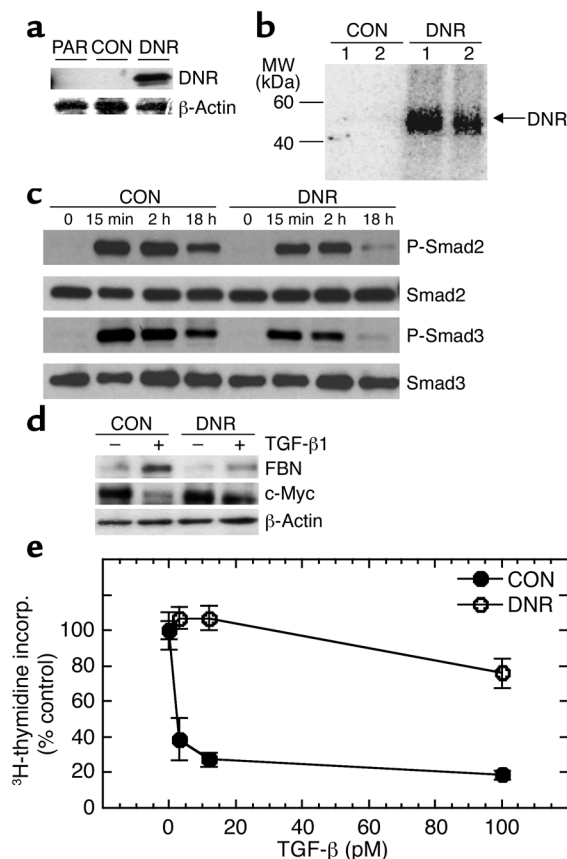 a
PAR CON DNR
DNR
β-Actin
b
CON DNR
1 2 1 2
MW
(kDa)
60
40
DNR
c
CON DNR
0 15 min 2 h 18 h 0 15 min 2 h 18 h
P-Smad2
Smad2
P-Smad3
Smad3
d
CON DNR
– + – + TGF-β1
FBN
c-Myc
β-Actin
e
CON
DNR
³H-thymidine incorp.
(% control)
100
80
60
40
20
0
0 20 40 60 80 100
TGF-β (pM)